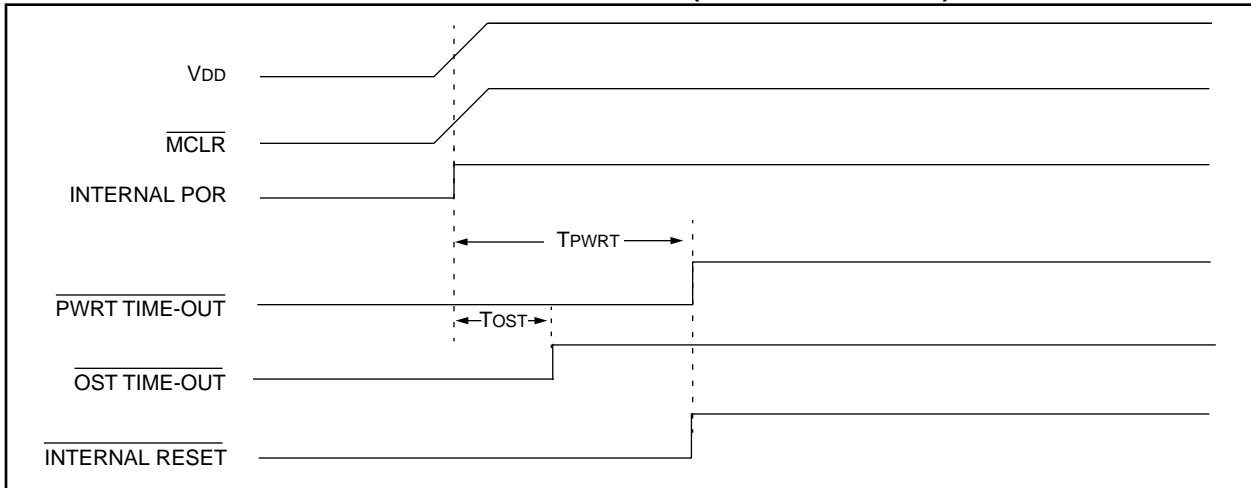 VDD
MCLR
INTERNAL POR
TPWRT
PWRT TIME-OUT
TOST
OST TIME-OUT
INTERNAL RESET